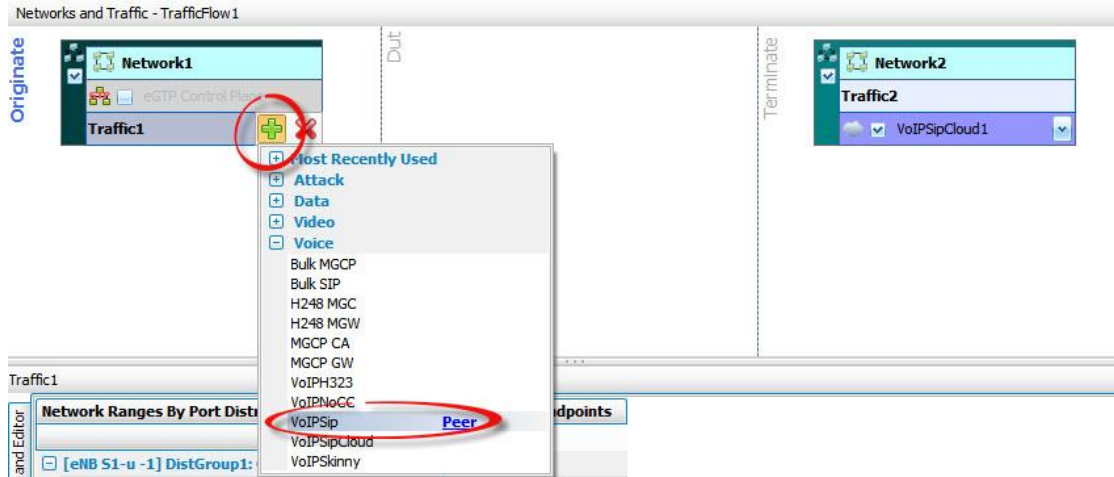 Networks and Traffic - TrafficFlow1
Originate
Network1
eGTP Control Plane
Traffic1
Dut
Terminate
Network2
Traffic2
VoIPSipCloud1
Most Recently Used
Attack
Data
Video
Voice
Bulk MGCP
Bulk SIP
H248 MGC
H248 MGW
MGCP CA
MGCP GW
VoIPH323
VoIPNoCC
VoIPSip Peer
VoIPSipCloud
VoIPSkinny
Traffic1
Network Ranges By Port Distr
dpoints
and Editor
[eNB S1-u -1] DistGroup1: